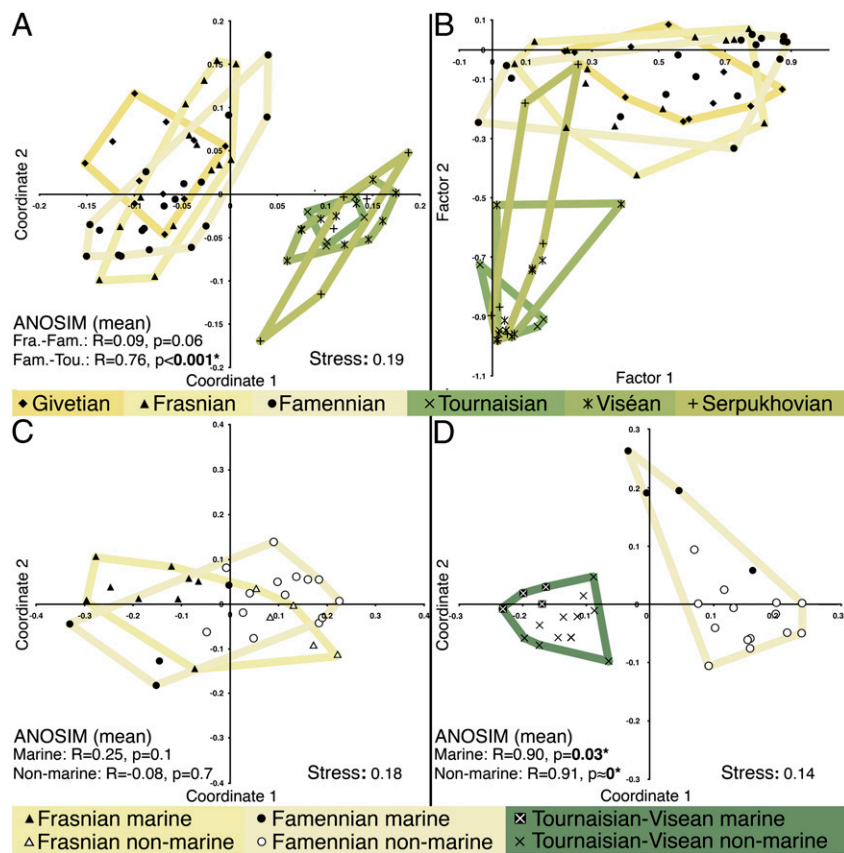 A
0.2
0.15
0.1
0.05
Coordinate 2
-0.2 -0.15 -0.1 -0.05 0 0.05 0.1 0.15 0.2
-0.05
-0.1
-0.15
0.2
ANOSIM (mean)
Fra.-Fam.: R=0.09, p=0.06
Fam.-Tou.: R=0.76, p<0.001*
Stress: 0.19
Coordinate 1
B
0.1
-0.1 0.1 0.3 0.5 0.7 0.9
-0.1
-0.3
-0.5
-0.7
-0.9
-1.1
Factor 2
Factor 1
Givetian
Frasnian
Famennian
Tournaisian
Viséan
Serpukhovian
C
0.4
0.3
0.2
0.1
0
Coordinate 2
-0.4 -0.3 -0.2 -0.1 0 0.1 0.2 0.3 0.4
-0.1
-0.2
-0.3
-0.4
ANOSIM (mean)
Marine: R=0.25, p=0.1
Non-marine: R=-0.08, p=0.7
Stress: 0.18
Coordinate 1
D
0.3
0.2
0.1
Coordinate 2
-0.3 -0.2 -0.1 0 0.1 0.2 0.3
-0.1
-0.2
-0.3
ANOSIM (mean)
Marine: R=0.90, p=0.03*
Non-marine: R=0.91, p≈0*
Stress: 0.14
Coordinate 1
Frasnian marine
Frasnian non-marine
Famennian marine
Famennian non-marine
Tournaisian-Visean marine
Tournaisian-Visean non-marine